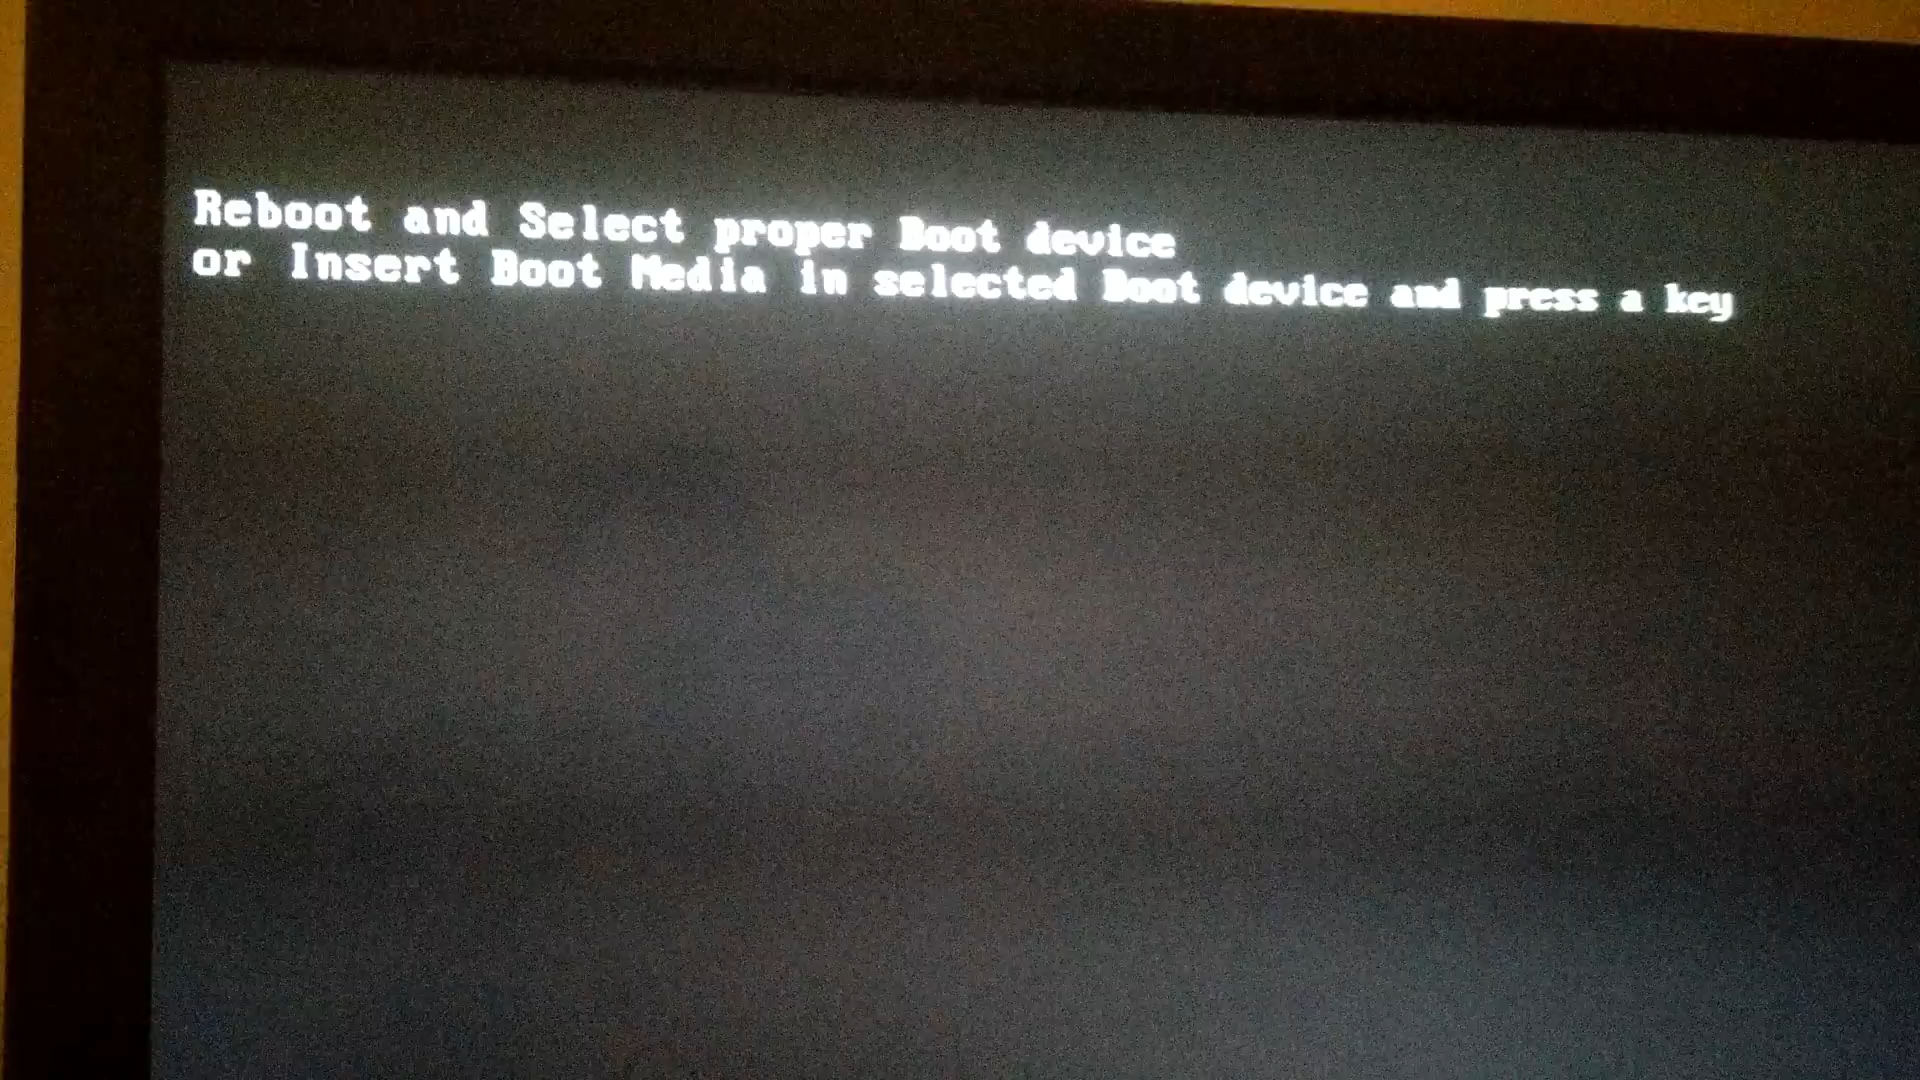 Reboot and Select proper Boot device
or Insert Boot Media in selected Boot device and press a key